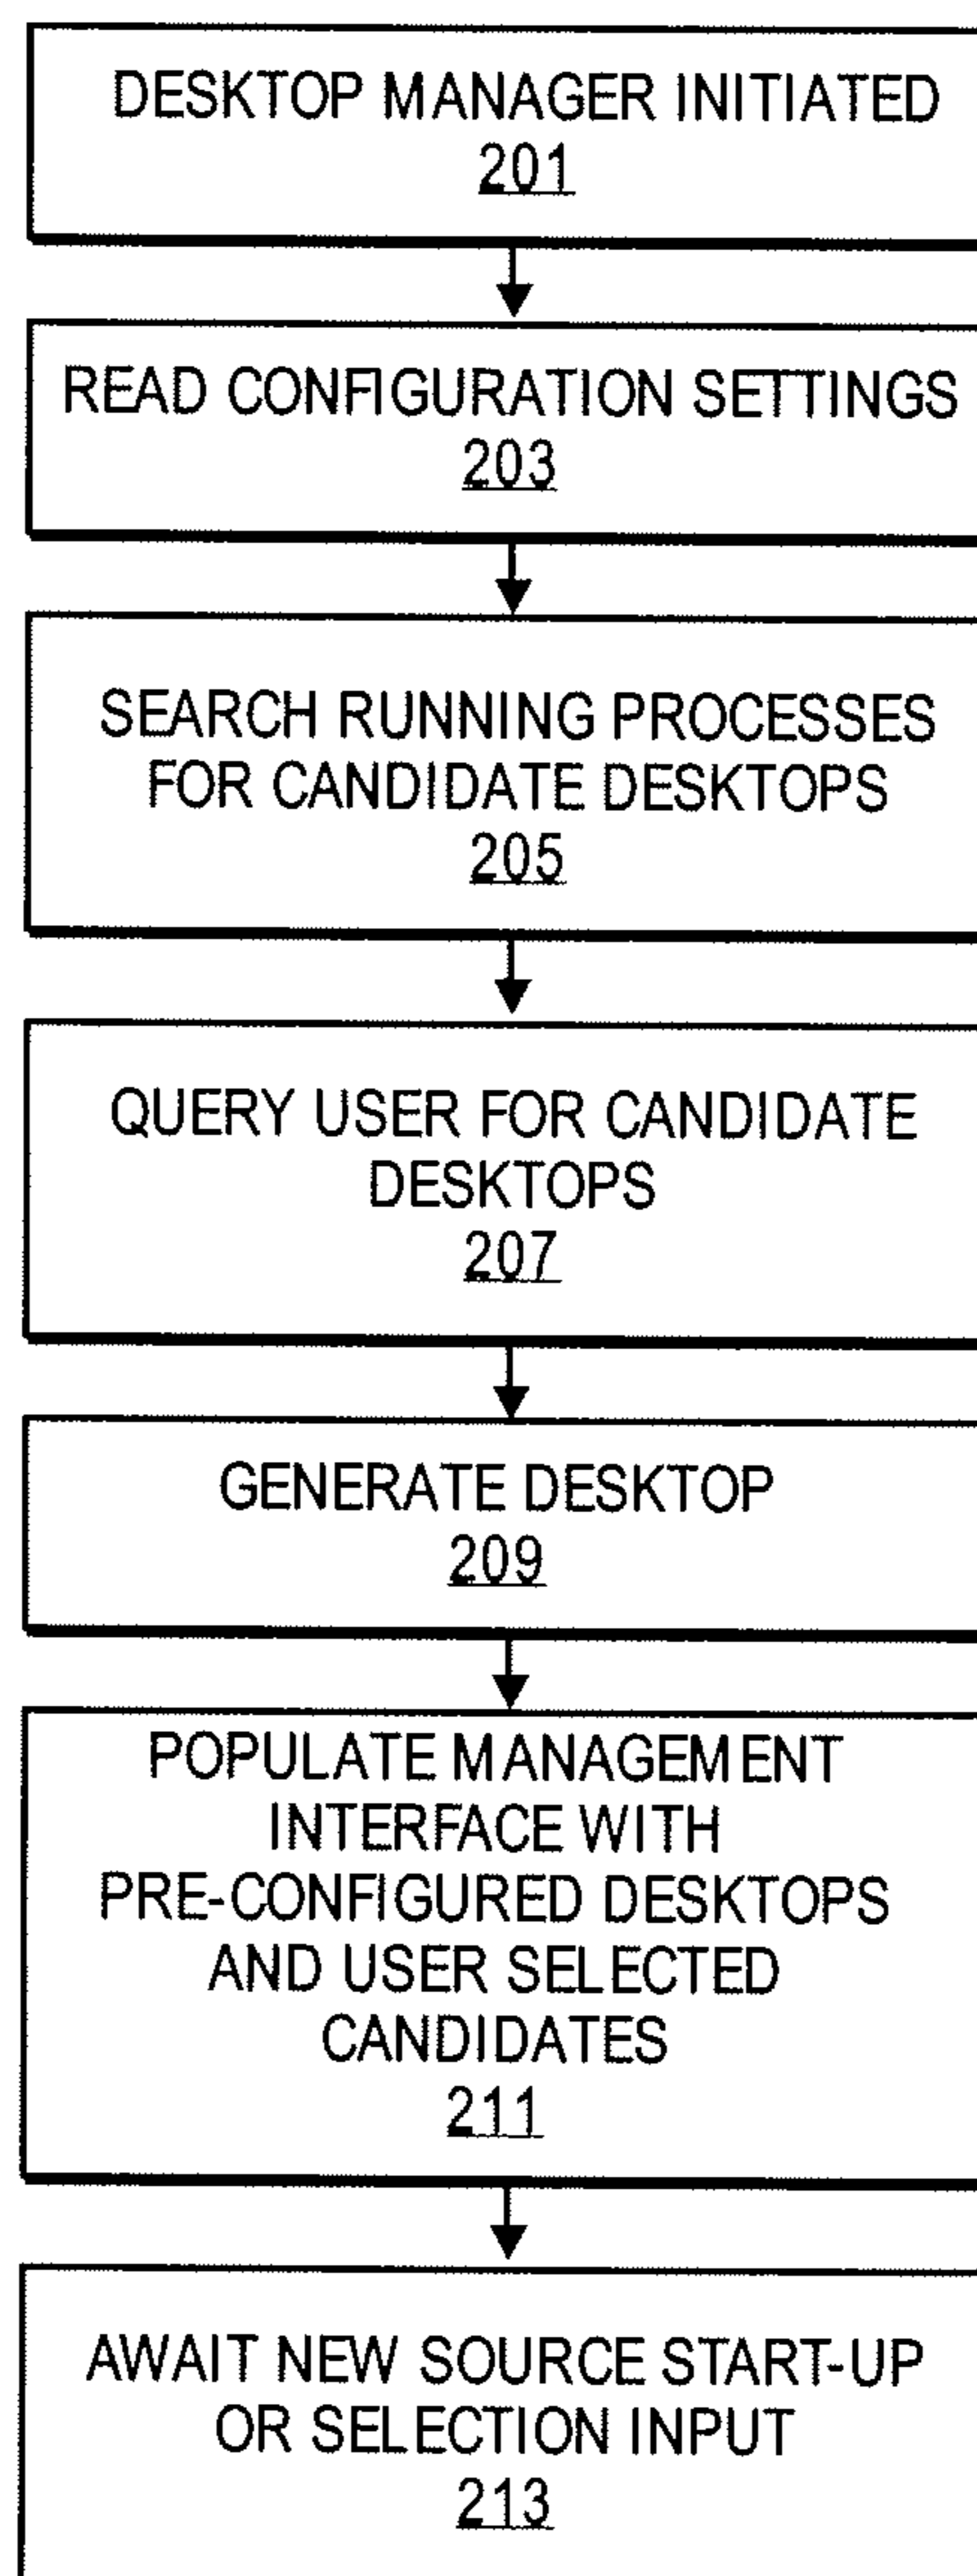 DESKTOP MANAGER INITIATED
201
READ CONFIGURATION SETTINGS
203
SEARCH RUNNING PROCESSES
FOR CANDIDATE DESKTOPS
205
QUERY USER FOR CANDIDATE
DESKTOPS
207
GENERATE DESKTOP
209
POPULATE MANAGEMENT
INTERFACE WITH
PRE-CONFIGURED DESKTOPS
AND USER SELECTED
CANDIDATES
211
AWAIT NEW SOURCE START-UP
OR SELECTION INPUT
213